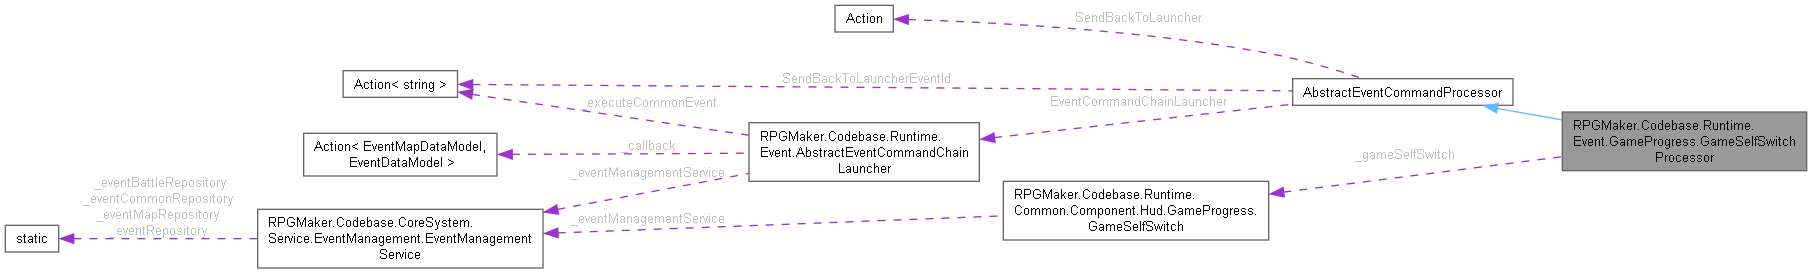 SendBackToLauncher
Action
Action< string >
SendBackToLauncherEventId
AbstractEventCommandProcessor
_executeCommonEvent
EventCommandChainLauncher
RPGMaker.Codebase.Runtime.
Event.GameProgress.GameSelfSwitch
Processor
Action< EventMapDataModel,
EventDataModel >
_callback
RPGMaker.Codebase.Runtime.
Event.AbstractEventCommandChain
Launcher
_gameSelfSwitch
_eventManagementService
_eventBattleRepository
_eventCommonRepository
_eventMapRepository
_eventRepository
static
RPGMaker.Codebase.CoreSystem.
Service.EventManagement.EventManagement
Service
_eventManagementService
RPGMaker.Codebase.Runtime.
Common.Component.Hud.GameProgress.
GameSelfSwitch